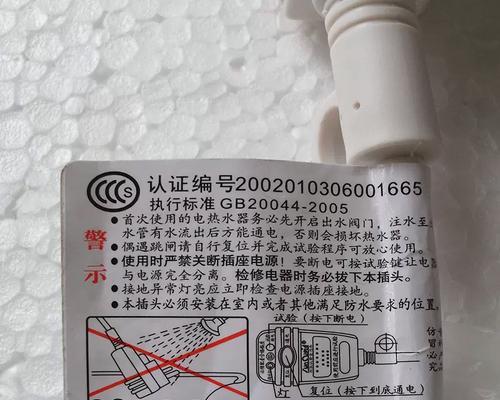 CCC S 认证编号2002010306001665
执行标准 GB20044-2005
警示
●首次使用的电热水器务必先开启出水阀门，注水至
水管有水流出后方能通电，否则会损坏热水器。
●偶遇跳闸请自行复位并完成试验程序可放心使用。
●使用时严禁关断插座电源！要断电可按试验键让电器
与电源完全分离。检修电器时务必拔下本插头。
●接地异常灯亮应立即检查电源插座接地。
●本插头必须安装在室内或者其他满足防水要求的位置
试验（按下断电）
灯
复位（按下到底通电）
仿
必
究